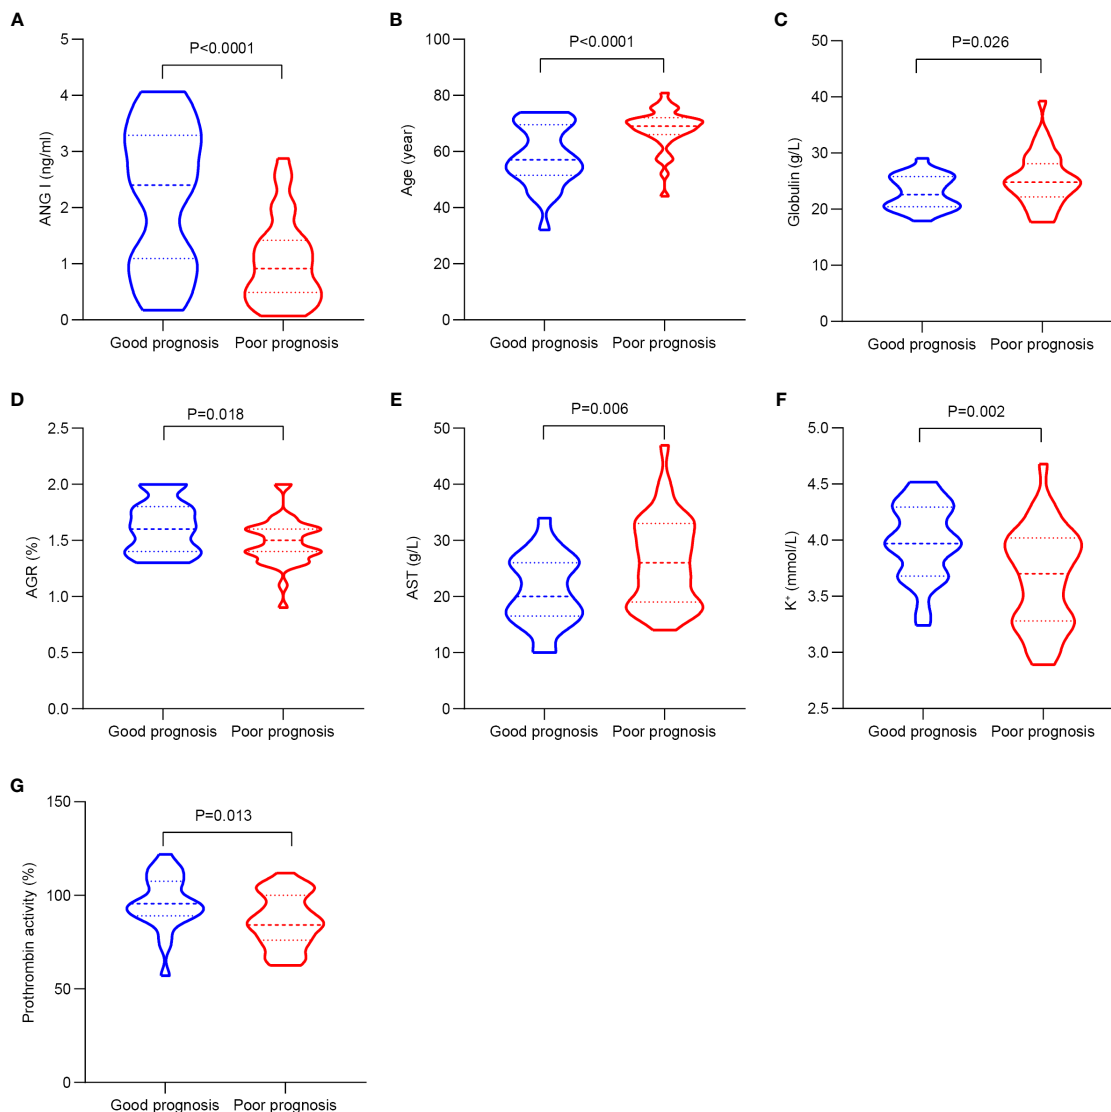 A
P<0.0001
5
4
3
2
1
0
ANG I (ng/ml)
Good prognosis
Poor prognosis
B
P<0.0001
100
80
60
40
20
0
Age (year)
Good prognosis
Poor prognosis
C
P=0.026
50
40
30
20
10
0
Globulin (g/L)
Good prognosis
Poor prognosis
D
P=0.018
2.5
2.0
1.5
1.0
0.5
0.0
AGR (%)
Good prognosis
Poor prognosis
E
P=0.006
50
40
30
20
10
0
AST (g/L)
Good prognosis
Poor prognosis
F
P=0.002
5.0
4.5
4.0
3.5
3.0
2.5
K⁺ (mmol/L)
Good prognosis
Poor prognosis
G
P=0.013
150
100
50
0
Prothrombin activity (%)
Good prognosis
Poor prognosis